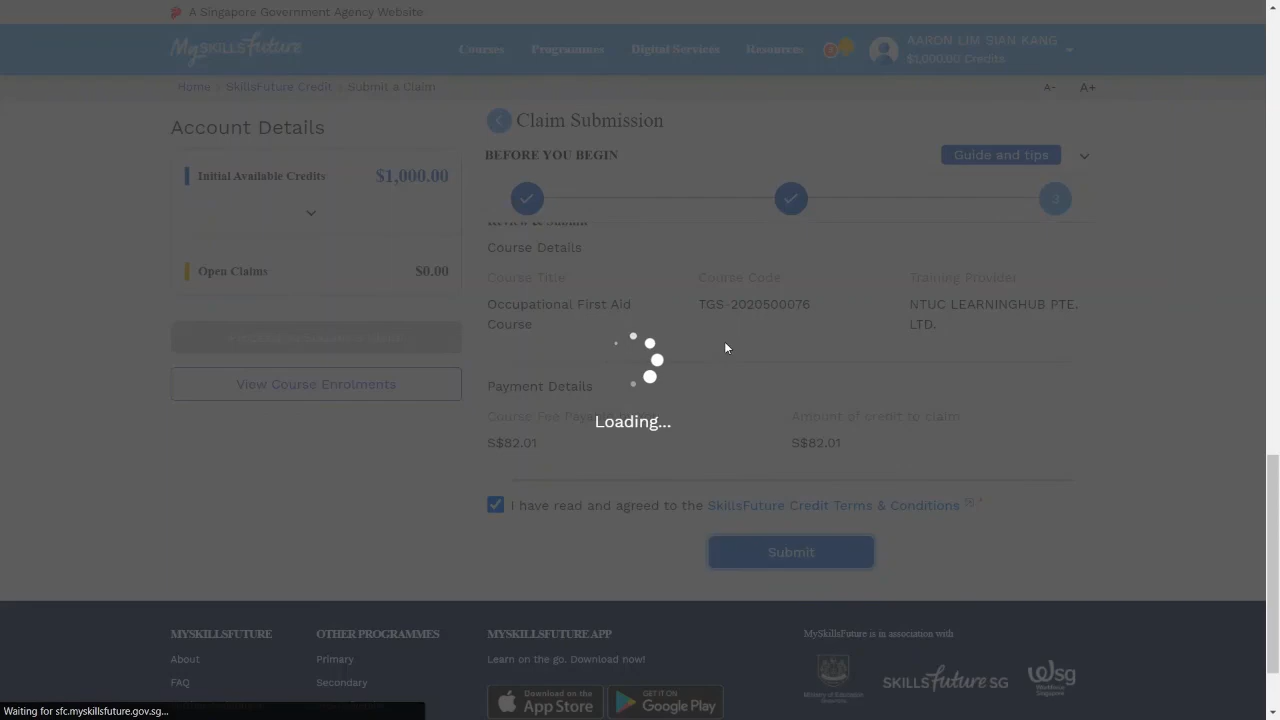 A Singapore Government Agency Website
MySKILLSfuture
Courses
Programmes
Digital Services
Resources
AARON LIM SIAN KANG
$1,000.00 Credits
Home
SkillsFuture Credit
Submit a Claim
A-
A+
Account Details
Initial Available Credits
$1,000.00
Open Claims
$0.00
View Course Enrolments
Claim Submission
BEFORE YOU BEGIN
Guide and tips
3
Review & Submit
Course Details
Course Title
Course Code
Training Provider
Occupational First Aid
Course
TGS-2020500076
NTUC LEARNINGHUB PTE.
LTD.
Loading...
Payment Details
Course Fee Payable
Amount of credit to claim
S$82.01
S$82.01
I have read and agreed to the SkillsFuture Credit Terms & Conditions
Submit
MYSKILLSFUTURE
About
FAQ
OTHER PROGRAMMES
Primary
Secondary
MYSKILLSFUTURE APP
Learn on the go. Download now!
Download on the
App Store
GET IT ON
Google Play
MySkillsFuture is in association with
Ministry of Education
SKILLSfuture SG
wsg
Workforce
Singapore
Waiting for sfc.myskillsfuture.gov.sg...